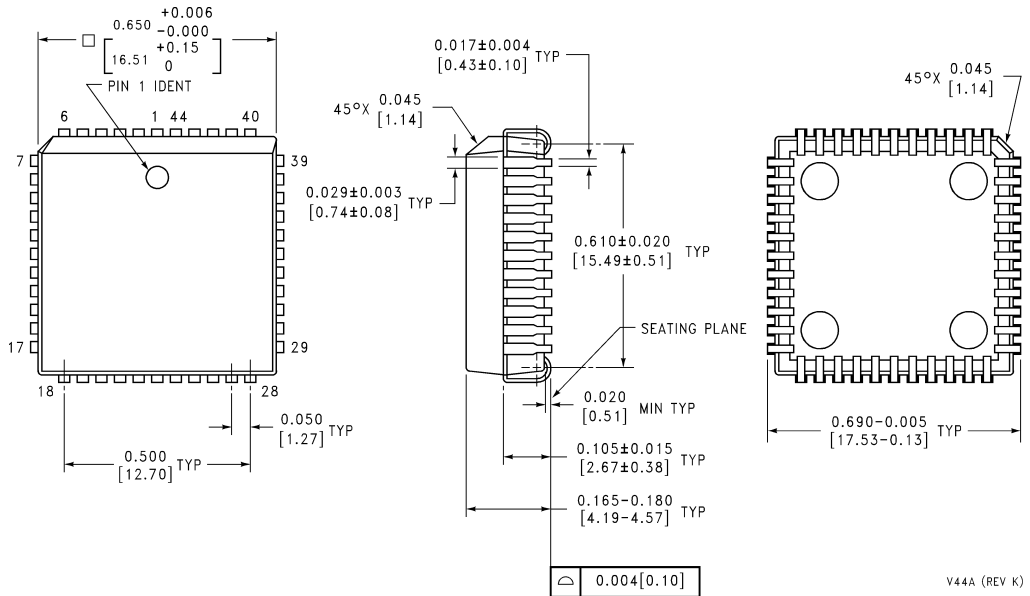 0.650 +0.006
-0.000
[16.51 +0.15
0]
PIN 1 IDENT
6 1 44 40
7 39
17 29
18 28
0.050
[1.27] TYP
0.500
[12.70] TYP
0.017±0.004
[0.43±0.10] TYP
45°X 0.045
[1.14]
0.029±0.003
[0.74±0.08] TYP
0.610±0.020
[15.49±0.51] TYP
SEATING PLANE
0.020
[0.51] MIN TYP
0.105±0.015
[2.67±0.38] TYP
0.165-0.180
[4.19-4.57] TYP
0.004[0.10]
45°X 0.045
[1.14]
0.690-0.005
[17.53-0.13] TYP
V44A (REV K)